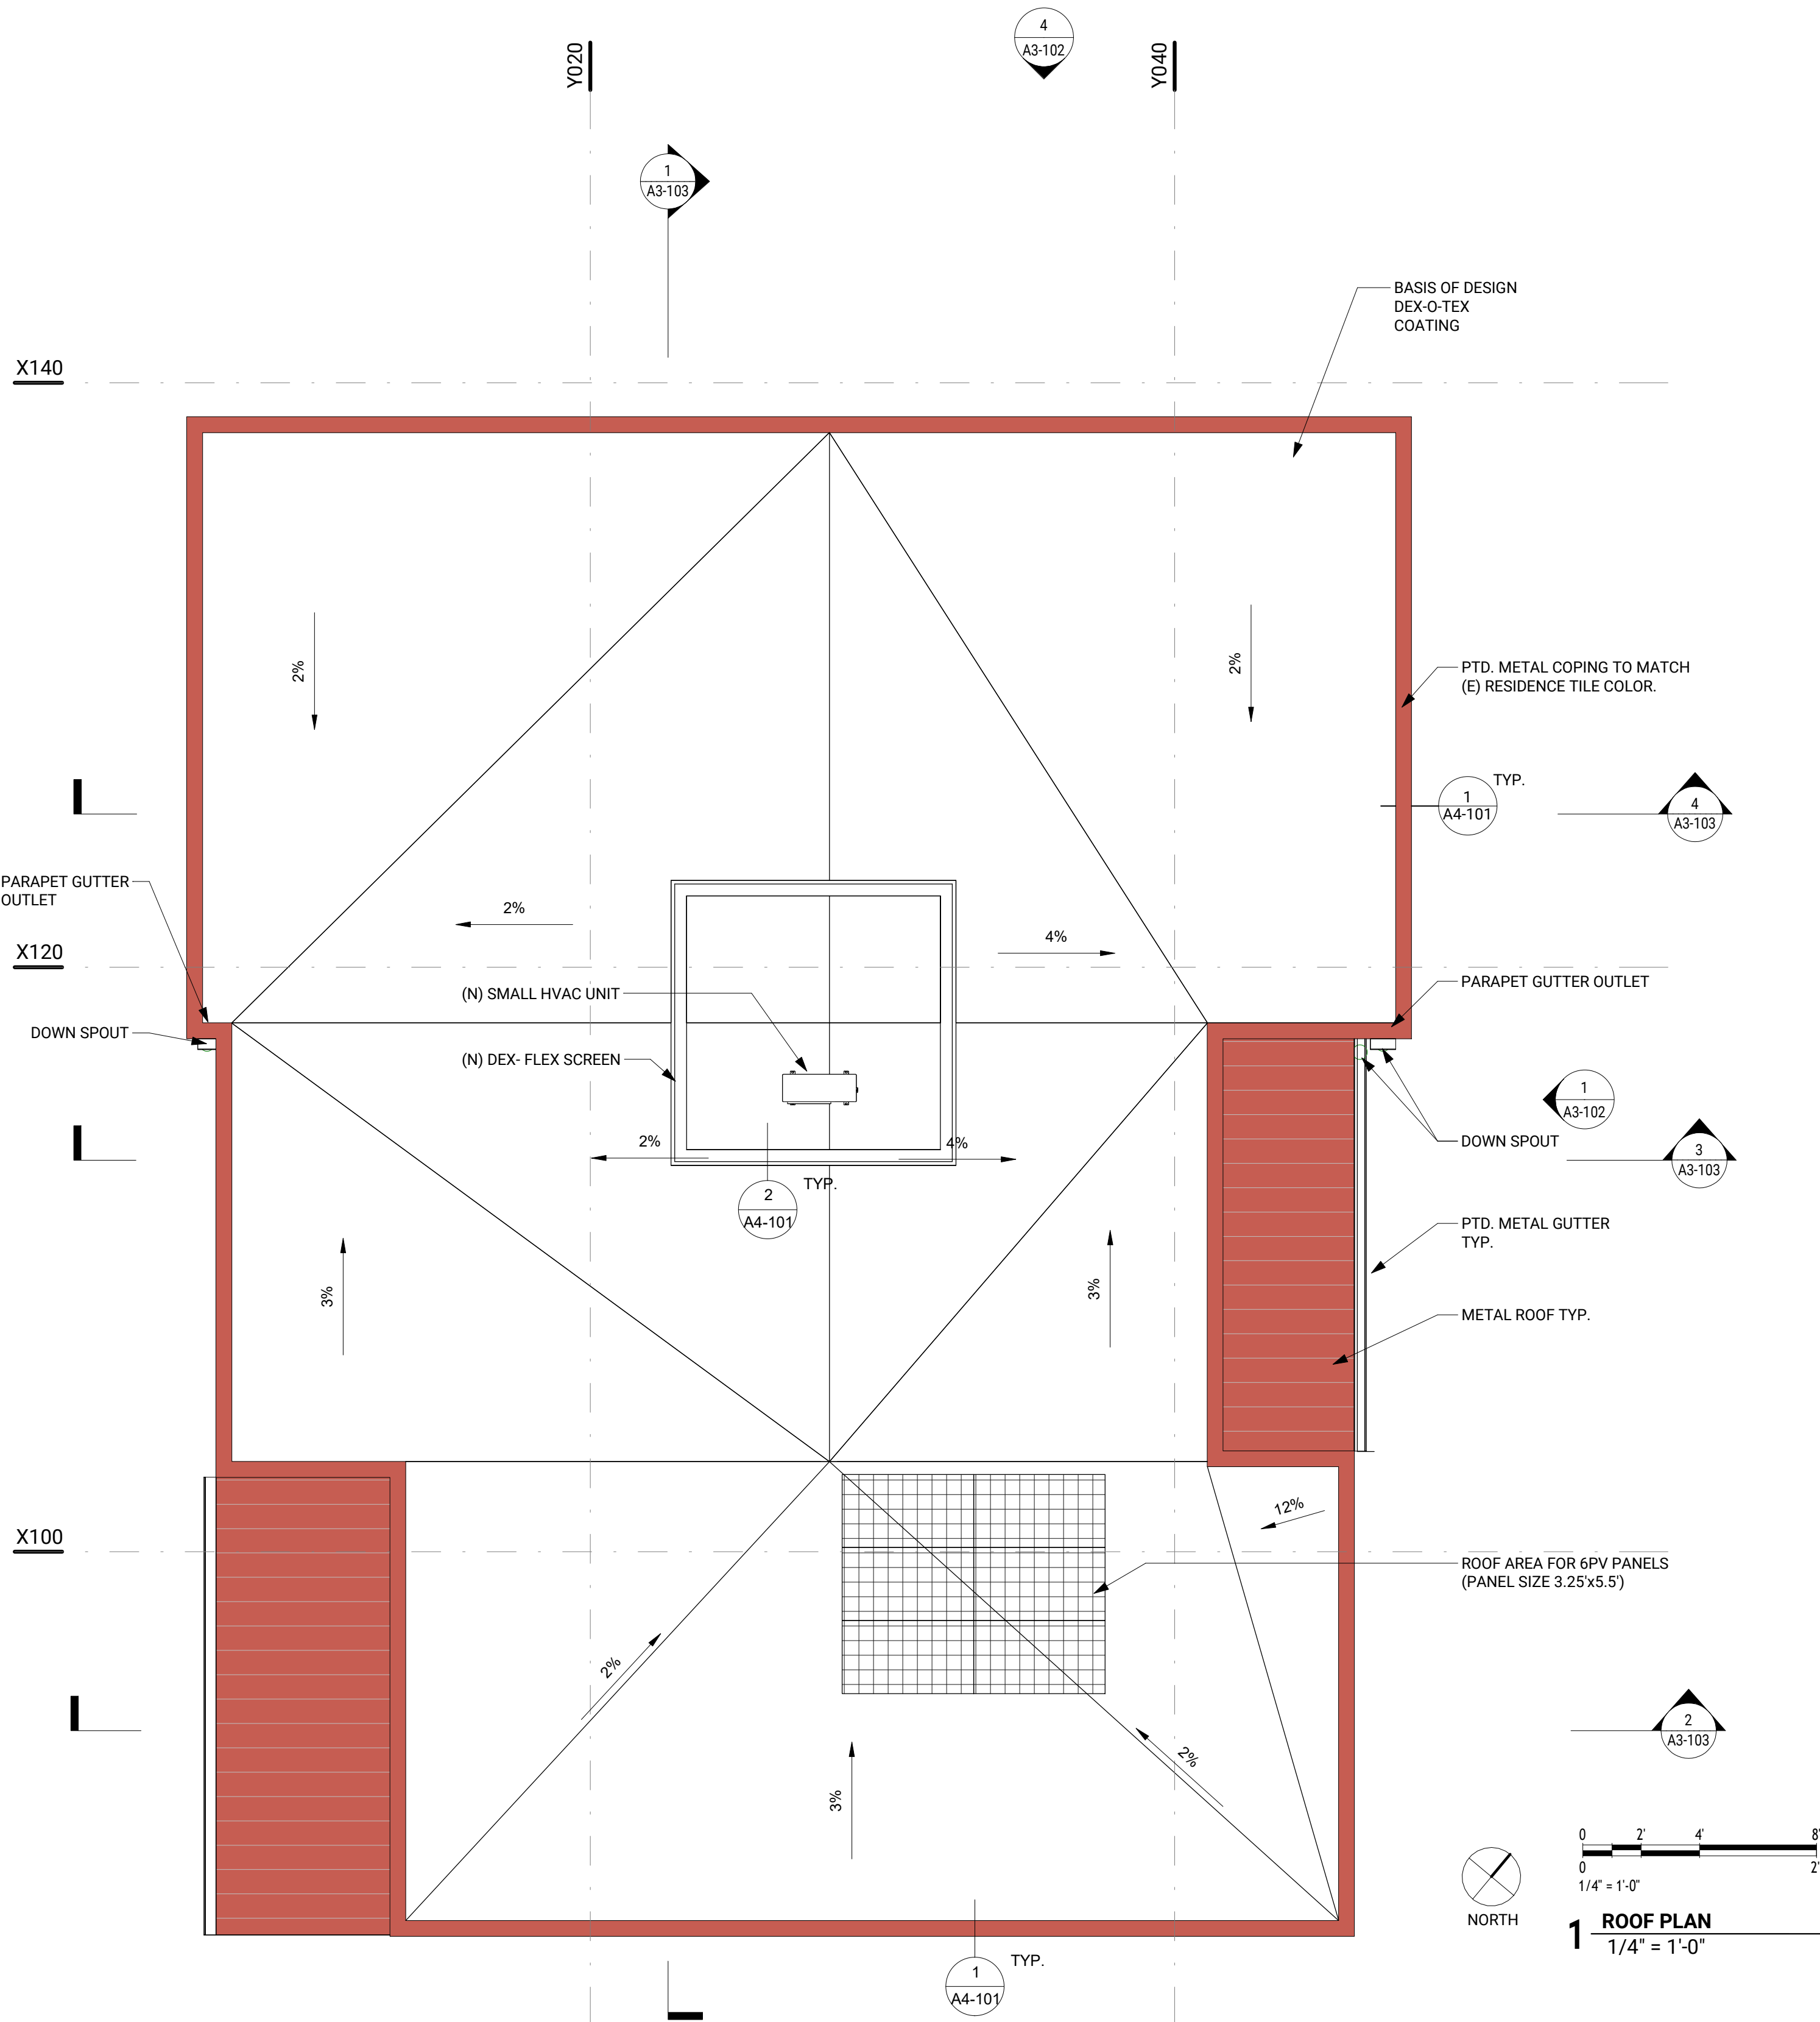 4
A3-102
Y020
Y040
1
A3-103
BASIS OF DESIGN
DEX-O-TEX
COATING
X140
2%
2%
PTD. METAL COPING TO MATCH
(E) RESIDENCE TILE COLOR.
TYP.
1
A4-101
4
A3-103
PARAPET GUTTER
OUTLET
2%
4%
X120
PARAPET GUTTER OUTLET
(N) SMALL HVAC UNIT
DOWN SPOUT
(N) DEX- FLEX SCREEN
1
A3-102
2%
4%
DOWN SPOUT
3
A3-103
TYP.
2
A4-101
PTD. METAL GUTTER
TYP.
3%
3%
METAL ROOF TYP.
12%
X100
ROOF AREA FOR 6PV PANELS
(PANEL SIZE 3.25'x5.5')
2%
2%
2
A3-103
3%
0 2' 4' 8'
0 2'
1/4" = 1'-0"
NORTH
1 ROOF PLAN
1/4" = 1'-0"
TYP.
1
A4-101